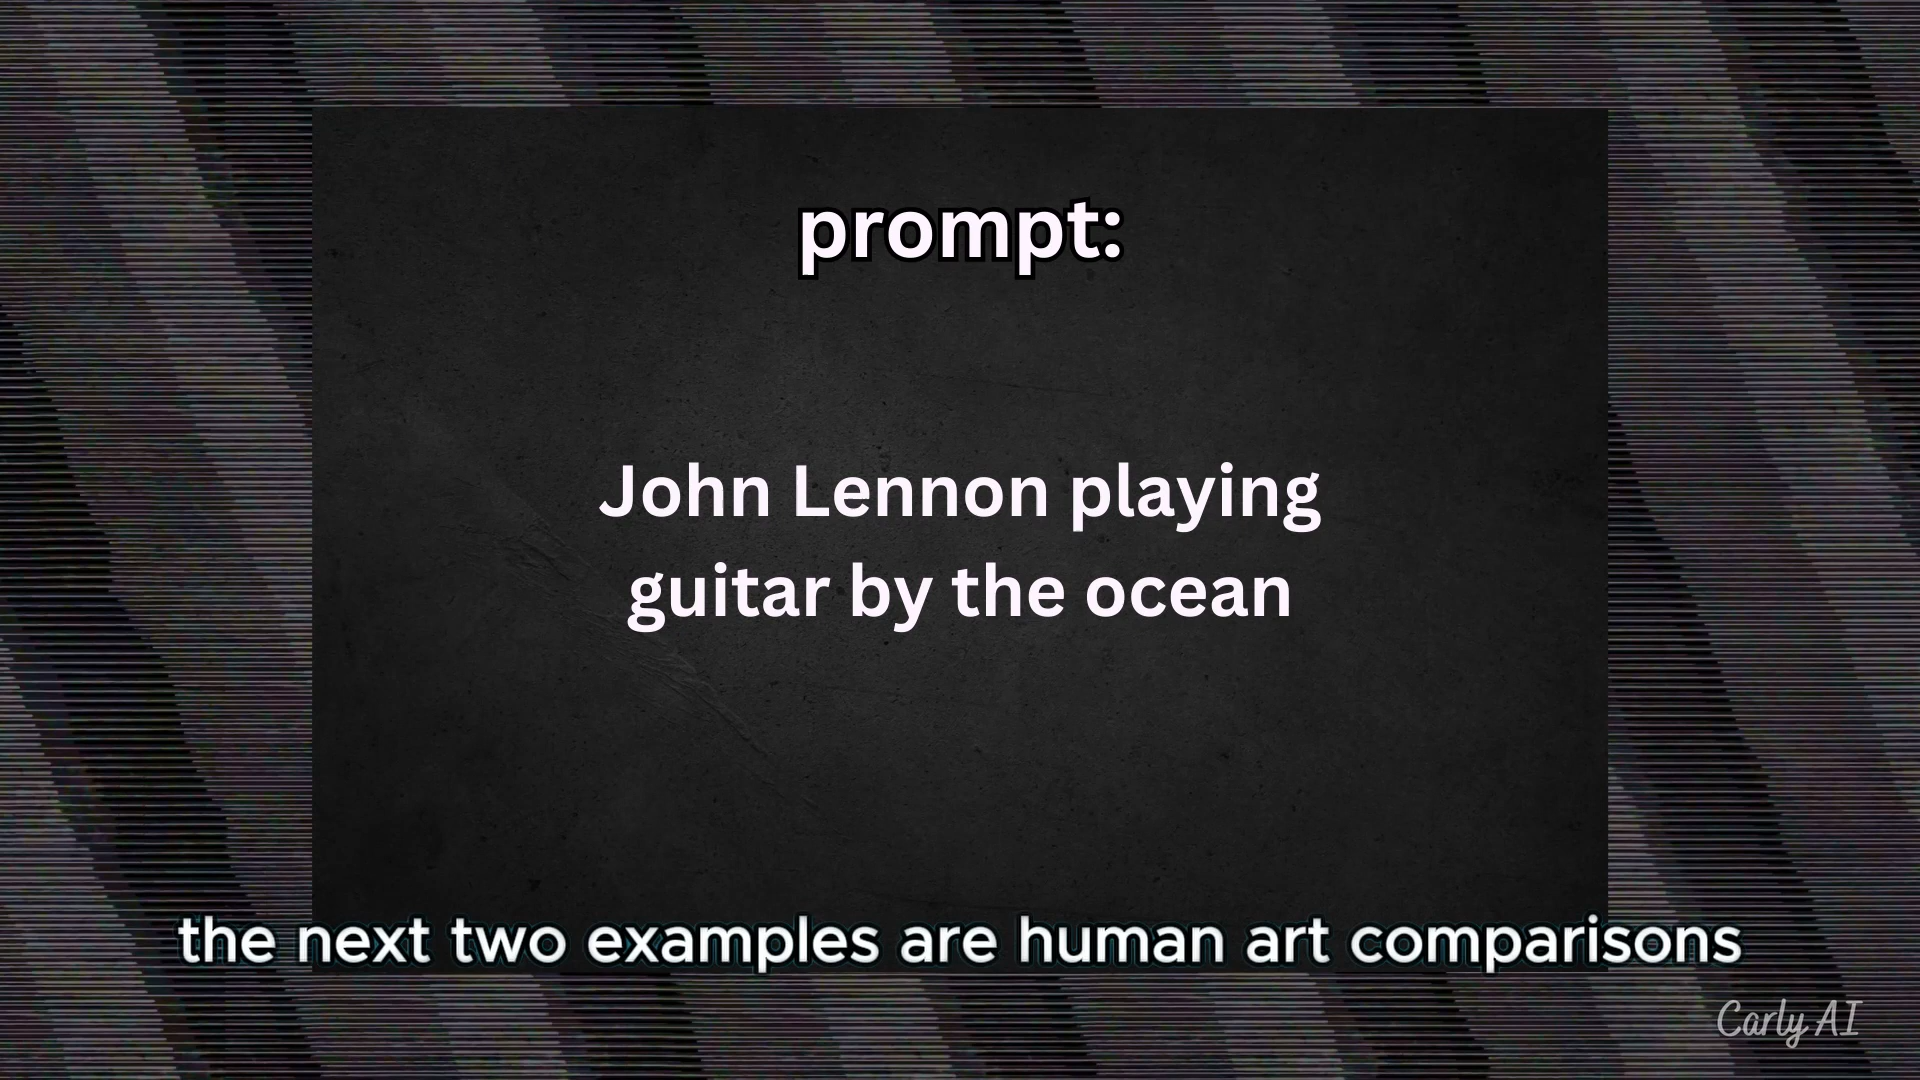 prompt:
John Lennon playing
guitar by the ocean
the next two examples are human art comparisons
Carly AI